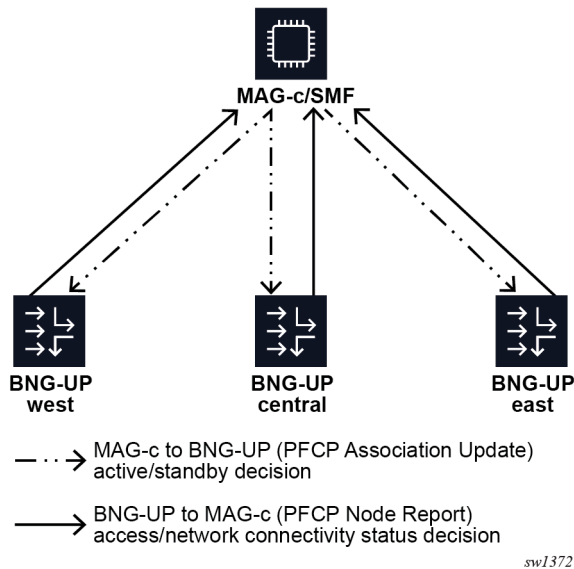 MAG-c/SMF
BNG-UP
west
BNG-UP
central
BNG-UP
east
MAG-c to BNG-UP (PFCP Association Update)
active/standby decision
BNG-UP to MAG-c (PFCP Node Report)
access/network connectivity status decision
sw1372